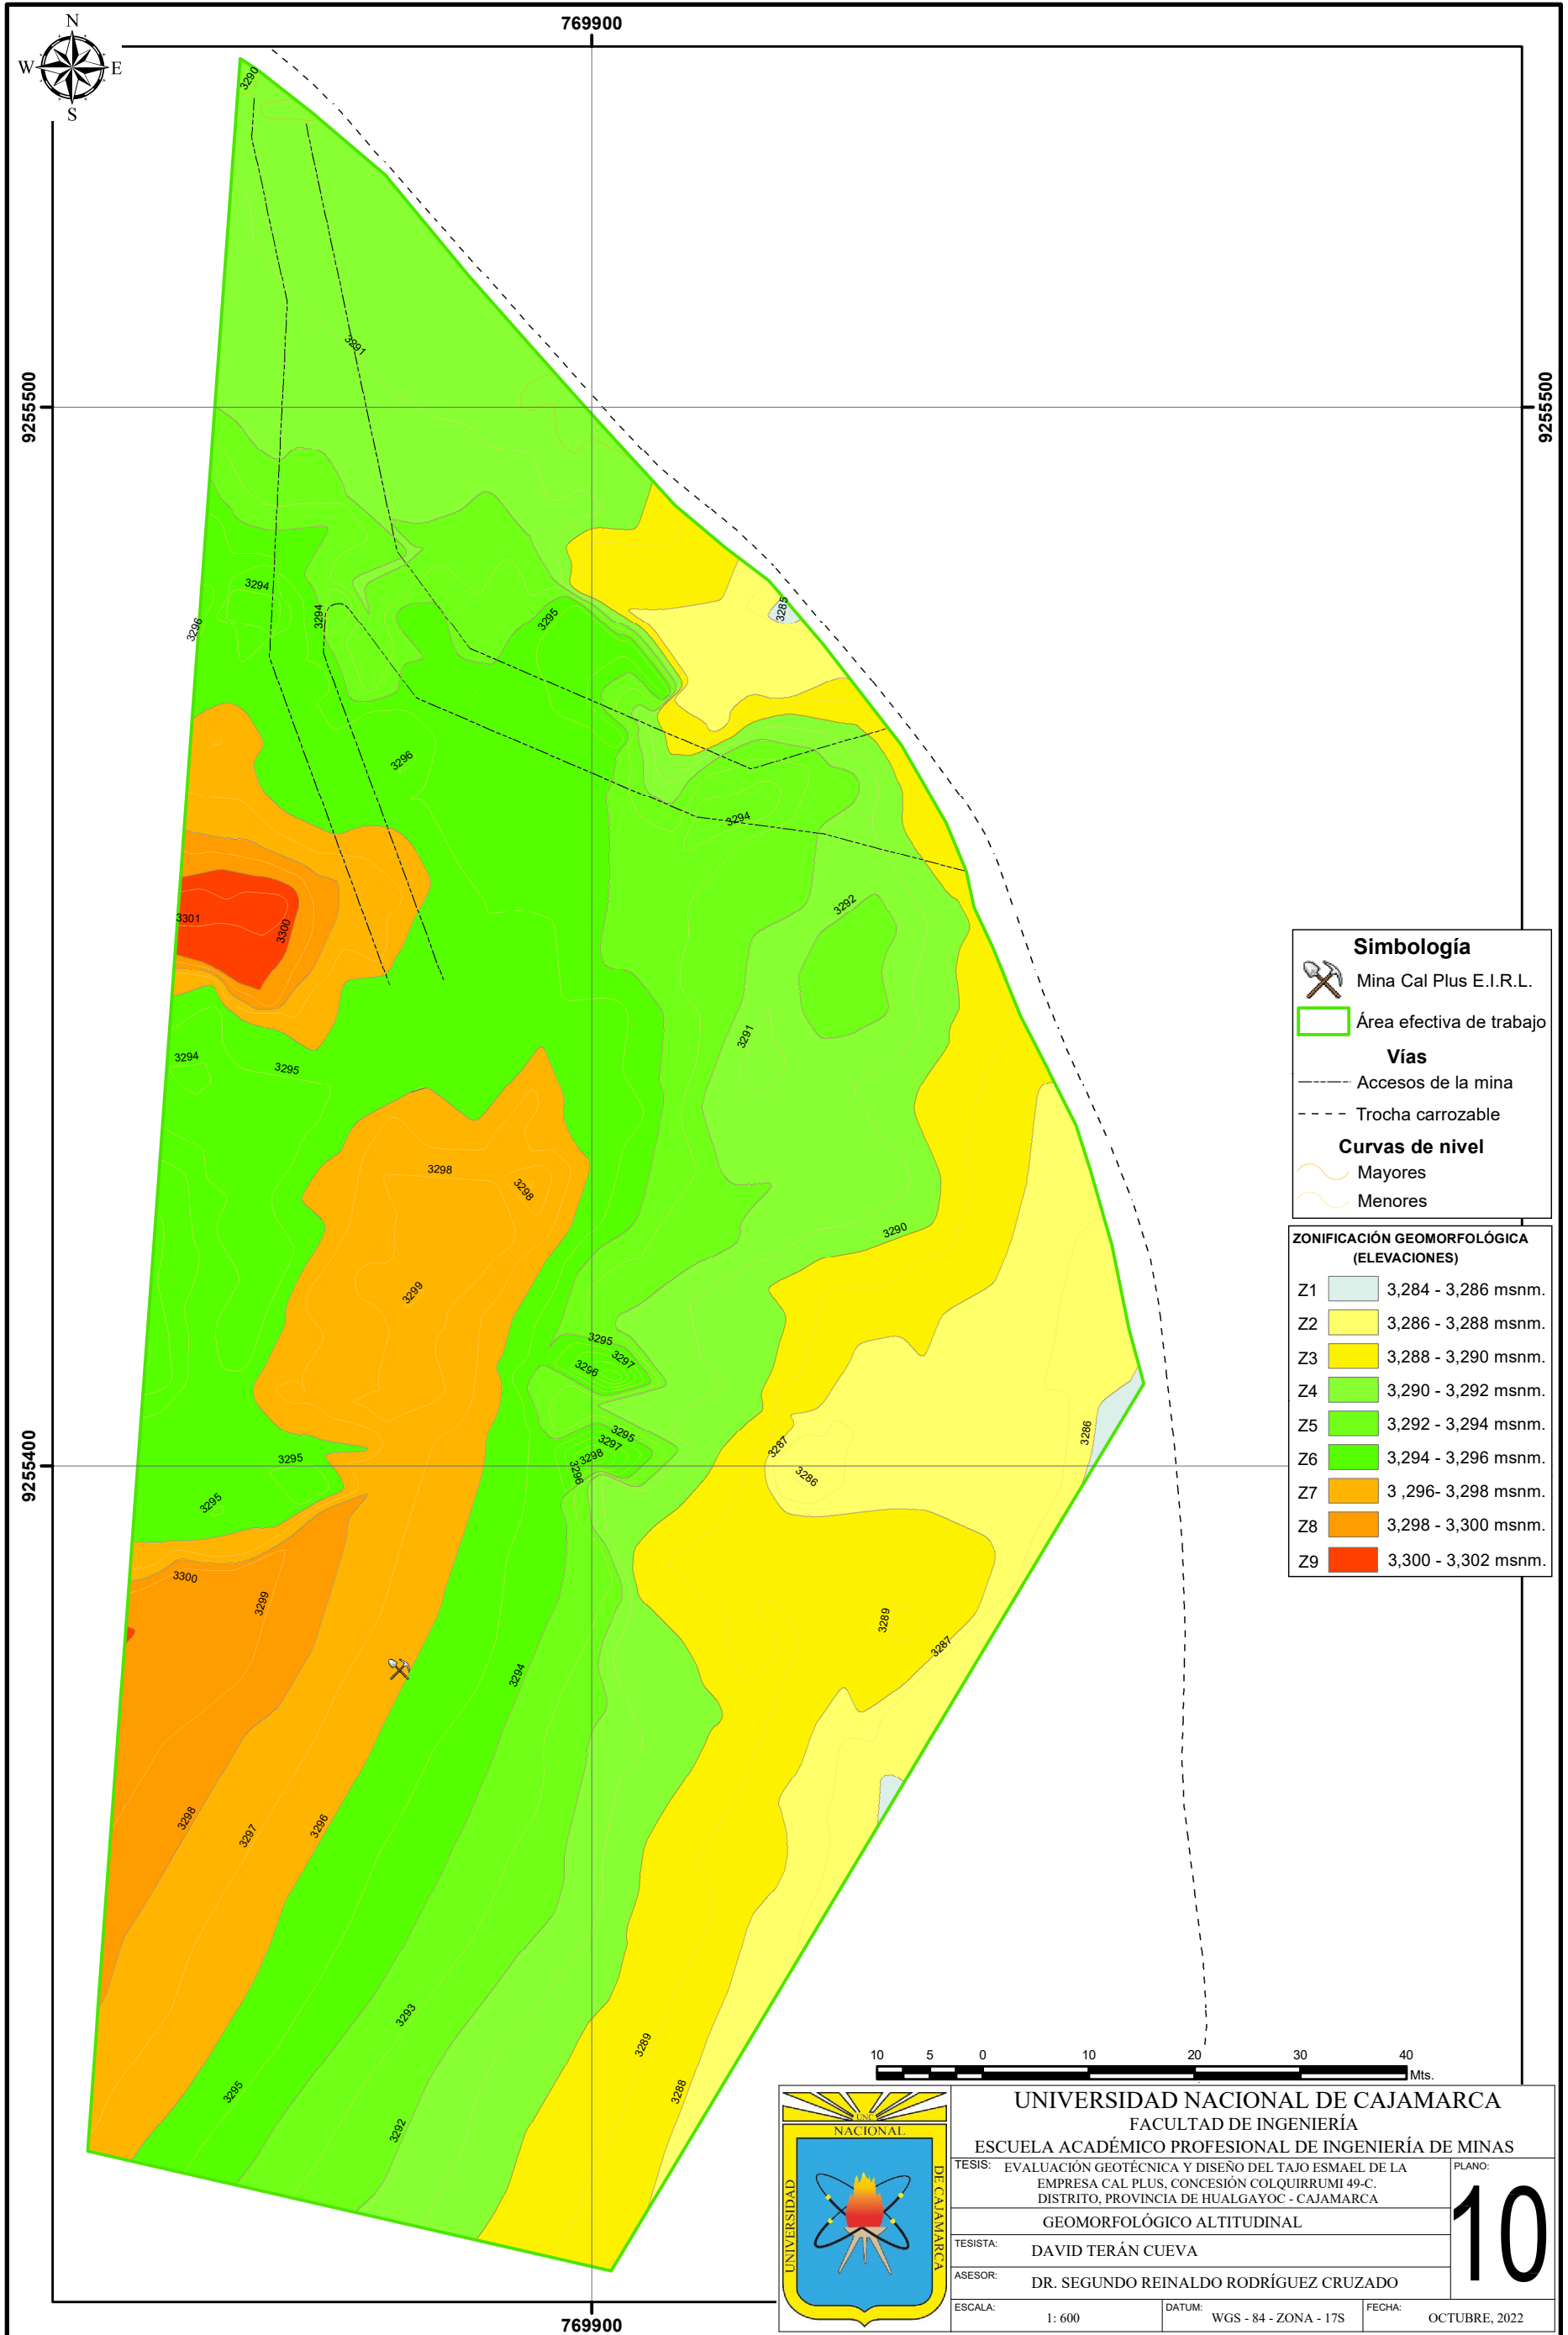 769900
N
W
E
S
3290
3291
9255500
9255500
3294
3294
3296
3295
3285
3296
3294
3292
3301
3300
3291
3294
3295
3298
3298
3290
3299
3295
3297
3296
3295
3297
3298
3296
3287
3286
3286
9255400
3295
3295
3300
3299
3289
3287
3294
3298
3297
3296
3293
3295
3292
3289
3288
Simbología
Mina Cal Plus E.I.R.L.
Área efectiva de trabajo
Vías
Accesos de la mina
Trocha carrozable
Curvas de nivel
Mayores
Menores
ZONIFICACIÓN GEOMORFOLÓGICA
(ELEVACIONES)
Z1 3,284 - 3,286 msnm.
Z2 3,286 - 3,288 msnm.
Z3 3,288 - 3,290 msnm.
Z4 3,290 - 3,292 msnm.
Z5 3,292 - 3,294 msnm.
Z6 3,294 - 3,296 msnm.
Z7 3 ,296- 3,298 msnm.
Z8 3,298 - 3,300 msnm.
Z9 3,300 - 3,302 msnm.
10 5 0 10 20 30 40
Mts.
UNC
NACIONAL
UNIVERSIDAD
DE CAJAMARCA
UNIVERSIDAD NACIONAL DE CAJAMARCA
FACULTAD DE INGENIERÍA
ESCUELA ACADÉMICO PROFESIONAL DE INGENIERÍA DE MINAS
TESIS: EVALUACIÓN GEOTÉCNICA Y DISEÑO DEL TAJO ESMAEL DE LA
EMPRESA CAL PLUS, CONCESIÓN COLQUIRRUMI 49-C.
DISTRITO, PROVINCIA DE HUALGAYOC - CAJAMARCA
PLANO:
10
GEOMORFOLÓGICO ALTITUDINAL
TESISTA: DAVID TERÁN CUEVA
ASESOR: DR. SEGUNDO REINALDO RODRÍGUEZ CRUZADO
ESCALA: 1: 600
DATUM: WGS - 84 - ZONA - 17S
FECHA: OCTUBRE, 2022
769900